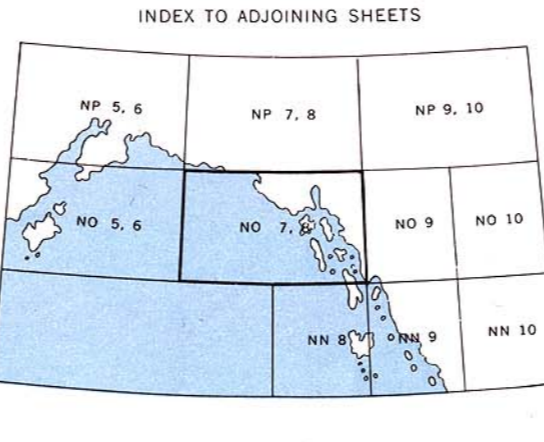 INDEX TO ADJOINING SHEETS
NP 5, 6
NP 7, 8
NP 9, 10
NO 5, 6
NO 7, 8
NO 9
NO 10
NN 8
NN 9
NN 10